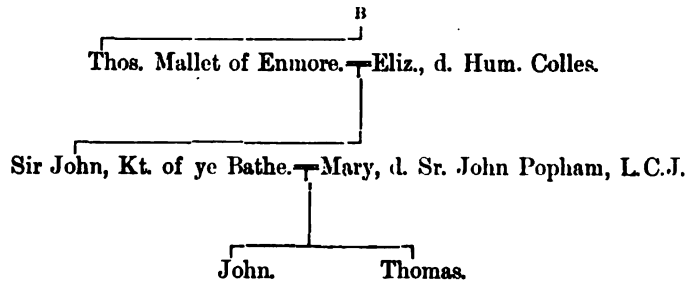 B
Thos. Mallet of Enmore. Eliz., d. Hum. Colles.
Sir John, Kt. of ye Bathe. Mary, d. Sr. John Popham, L.C.J.
John. Thomas.